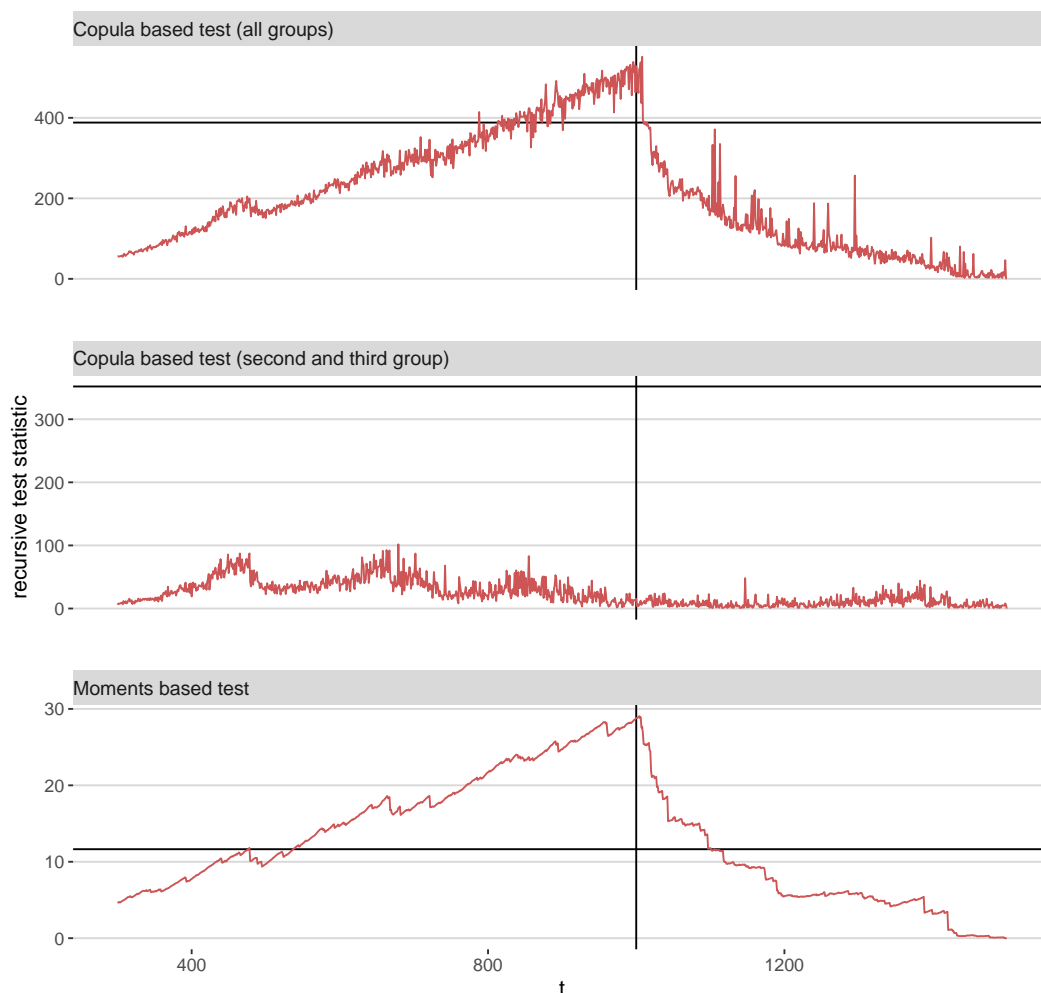 Copula based test (all groups)
400
200
0
Copula based test (second and third group)
300
200
100
0
recursive test statistic
Moments based test
30
20
10
0
400 800 1200
t